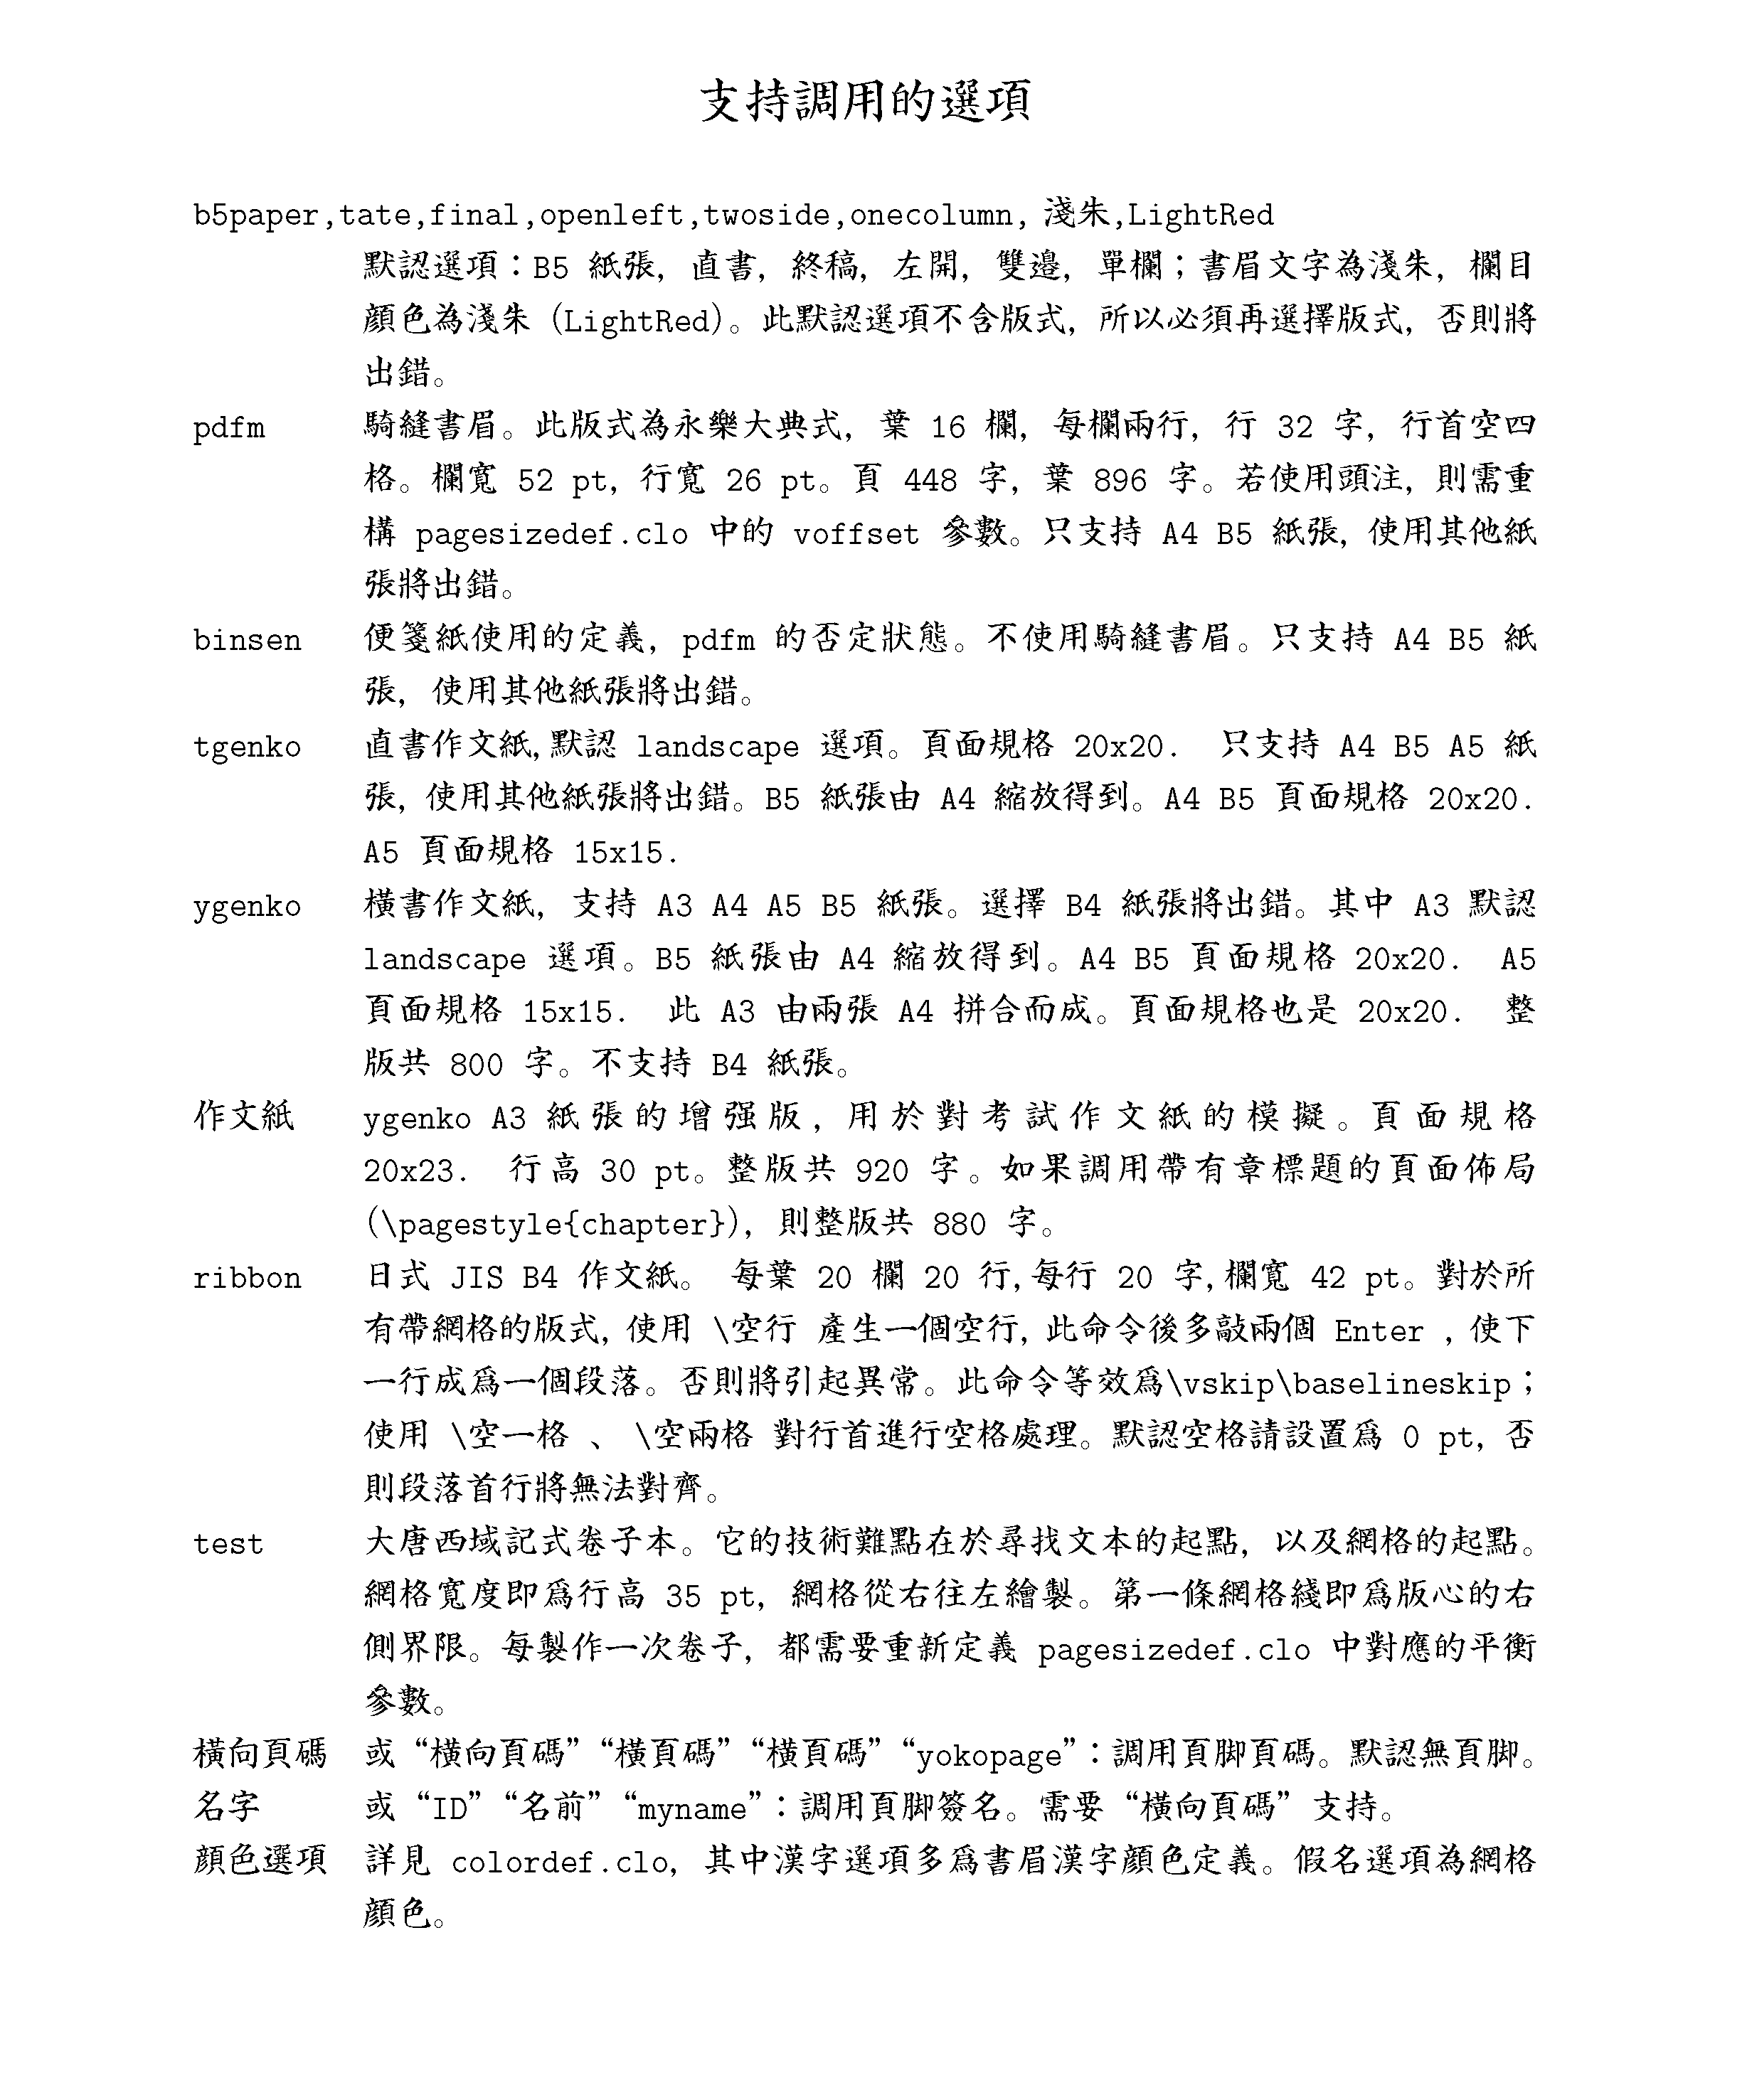 支持調用的選項
b5paper,tate,final,openleft,twoside,onecolumn, 淺朱,LightRed
默認選項：B5 紙張, 直書, 終稿, 左開, 雙邊, 單欄；書眉文字為淺朱, 欄目
顔色為淺朱 (LightRed)。此默認選項不含版式, 所以必須再選擇版式, 否則將
出錯。
pdfm 騎縫書眉。此版式為永樂大典式, 葉 16 欄, 每欄兩行, 行 32 字, 行首空四
格。欄寬 52 pt, 行寬 26 pt。頁 448 字, 葉 896 字。若使用頭注, 則需重
構 pagesizedef.clo 中的 voffset 參數。只支持 A4 B5 紙張, 使用其他紙
張將出錯。
binsen 便箋紙使用的定義, pdfm 的否定狀態。不使用騎縫書眉。只支持 A4 B5 紙
張, 使用其他紙張將出錯。
tgenko 直書作文紙,默認 landscape 選項。頁面規格 20x20. 只支持 A4 B5 A5 紙
張, 使用其他紙張將出錯。B5 紙張由 A4 縮放得到。A4 B5 頁面規格 20x20.
A5 頁面規格 15x15.
ygenko 橫書作文紙, 支持 A3 A4 A5 B5 紙張。選擇 B4 紙張將出錯。其中 A3 默認
landscape 選項。B5 紙張由 A4 縮放得到。A4 B5 頁面規格 20x20. A5
頁面規格 15x15. 此 A3 由兩張 A4 拼合而成。頁面規格也是 20x20. 整
版共 800 字。不支持 B4 紙張。
作文紙 ygenko A3 紙張的增强版, 用於對考試作文紙的模擬。頁面規格
20x23. 行高 30 pt。整版共 920 字。如果調用帶有章標題的頁面佈局
(\pagestyle{chapter}), 則整版共 880 字。
ribbon 日式 JIS B4 作文紙。 每葉 20 欄 20 行,每行 20 字,欄寬 42 pt。對於所
有帶網格的版式, 使用 \空行 產生一個空行, 此命令後多敲兩個 Enter , 使下
一行成爲一個段落。否則將引起異常。此命令等效爲\vskip\baselineskip；
使用 \空一格 、 \空兩格 對行首進行空格處理。默認空格請設置爲 0 pt, 否
則段落首行將無法對齊。
test 大唐西域記式卷子本。它的技術難點在於尋找文本的起點, 以及網格的起點。
網格寬度即爲行高 35 pt, 網格從右往左繪製。第一條網格綫即爲版心的右
側界限。每製作一次卷子, 都需要重新定義 pagesizedef.clo 中對應的平衡
參數。
橫向頁碼 或 “橫向頁碼” “橫頁碼” “橫頁碼” “yokopage”：調用頁脚頁碼。默認無頁脚。
名字 或 “ID” “名前” “myname”：調用頁脚簽名。需要 “橫向頁碼” 支持。
顔色選項 詳見 colordef.clo, 其中漢字選項多爲書眉漢字顔色定義。假名選項為網格
顔色。